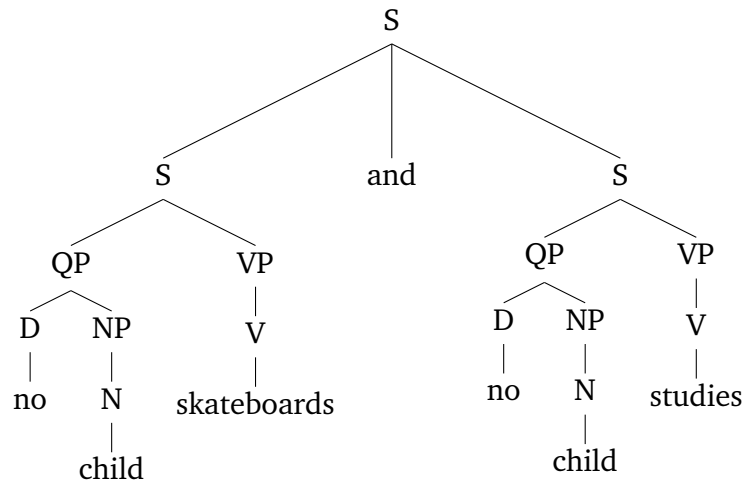 S
S and S
QP VP QP VP
D NP V D NP V
no N skateboards no N studies
child child